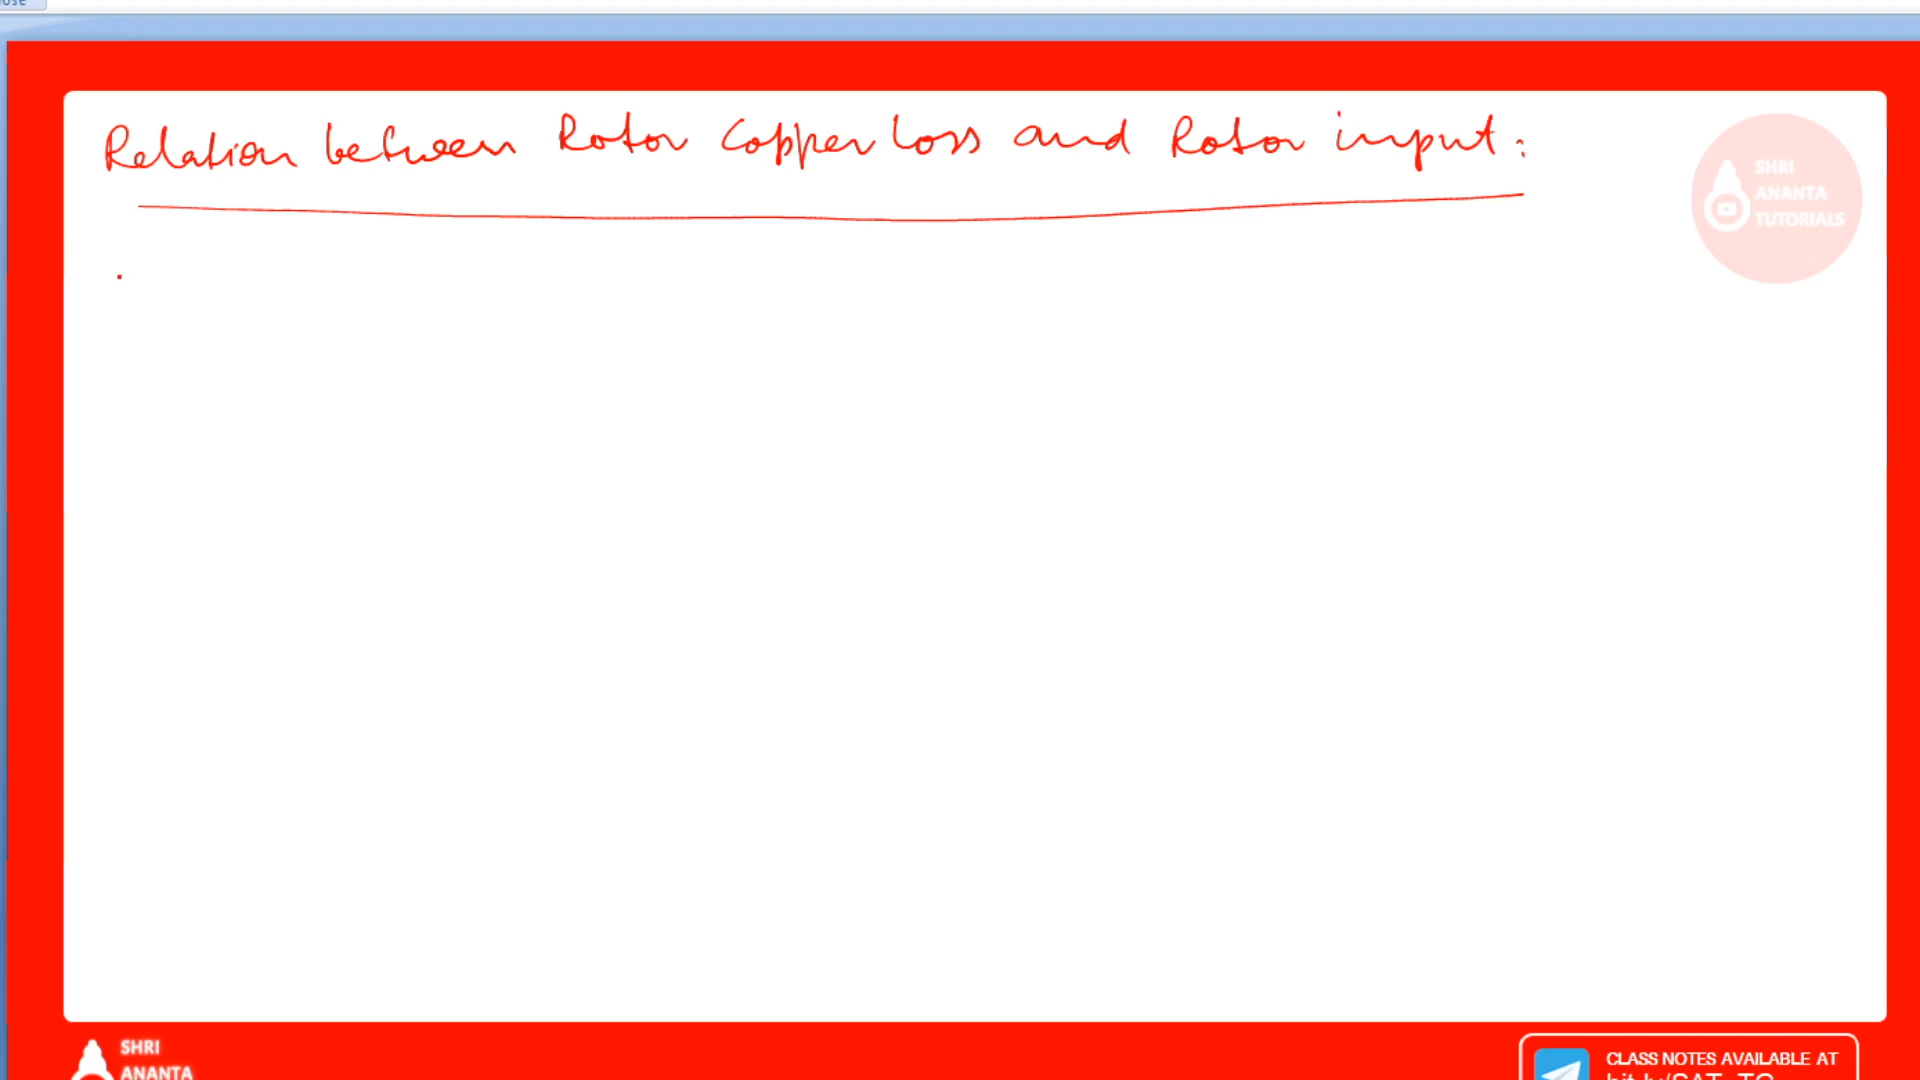 Relation between Rotor Copper Loss and Rotor input:
SHRI
ANANTA
TUTORIALS
SHRI
ANANTA
CLASS NOTES AVAILABLE AT